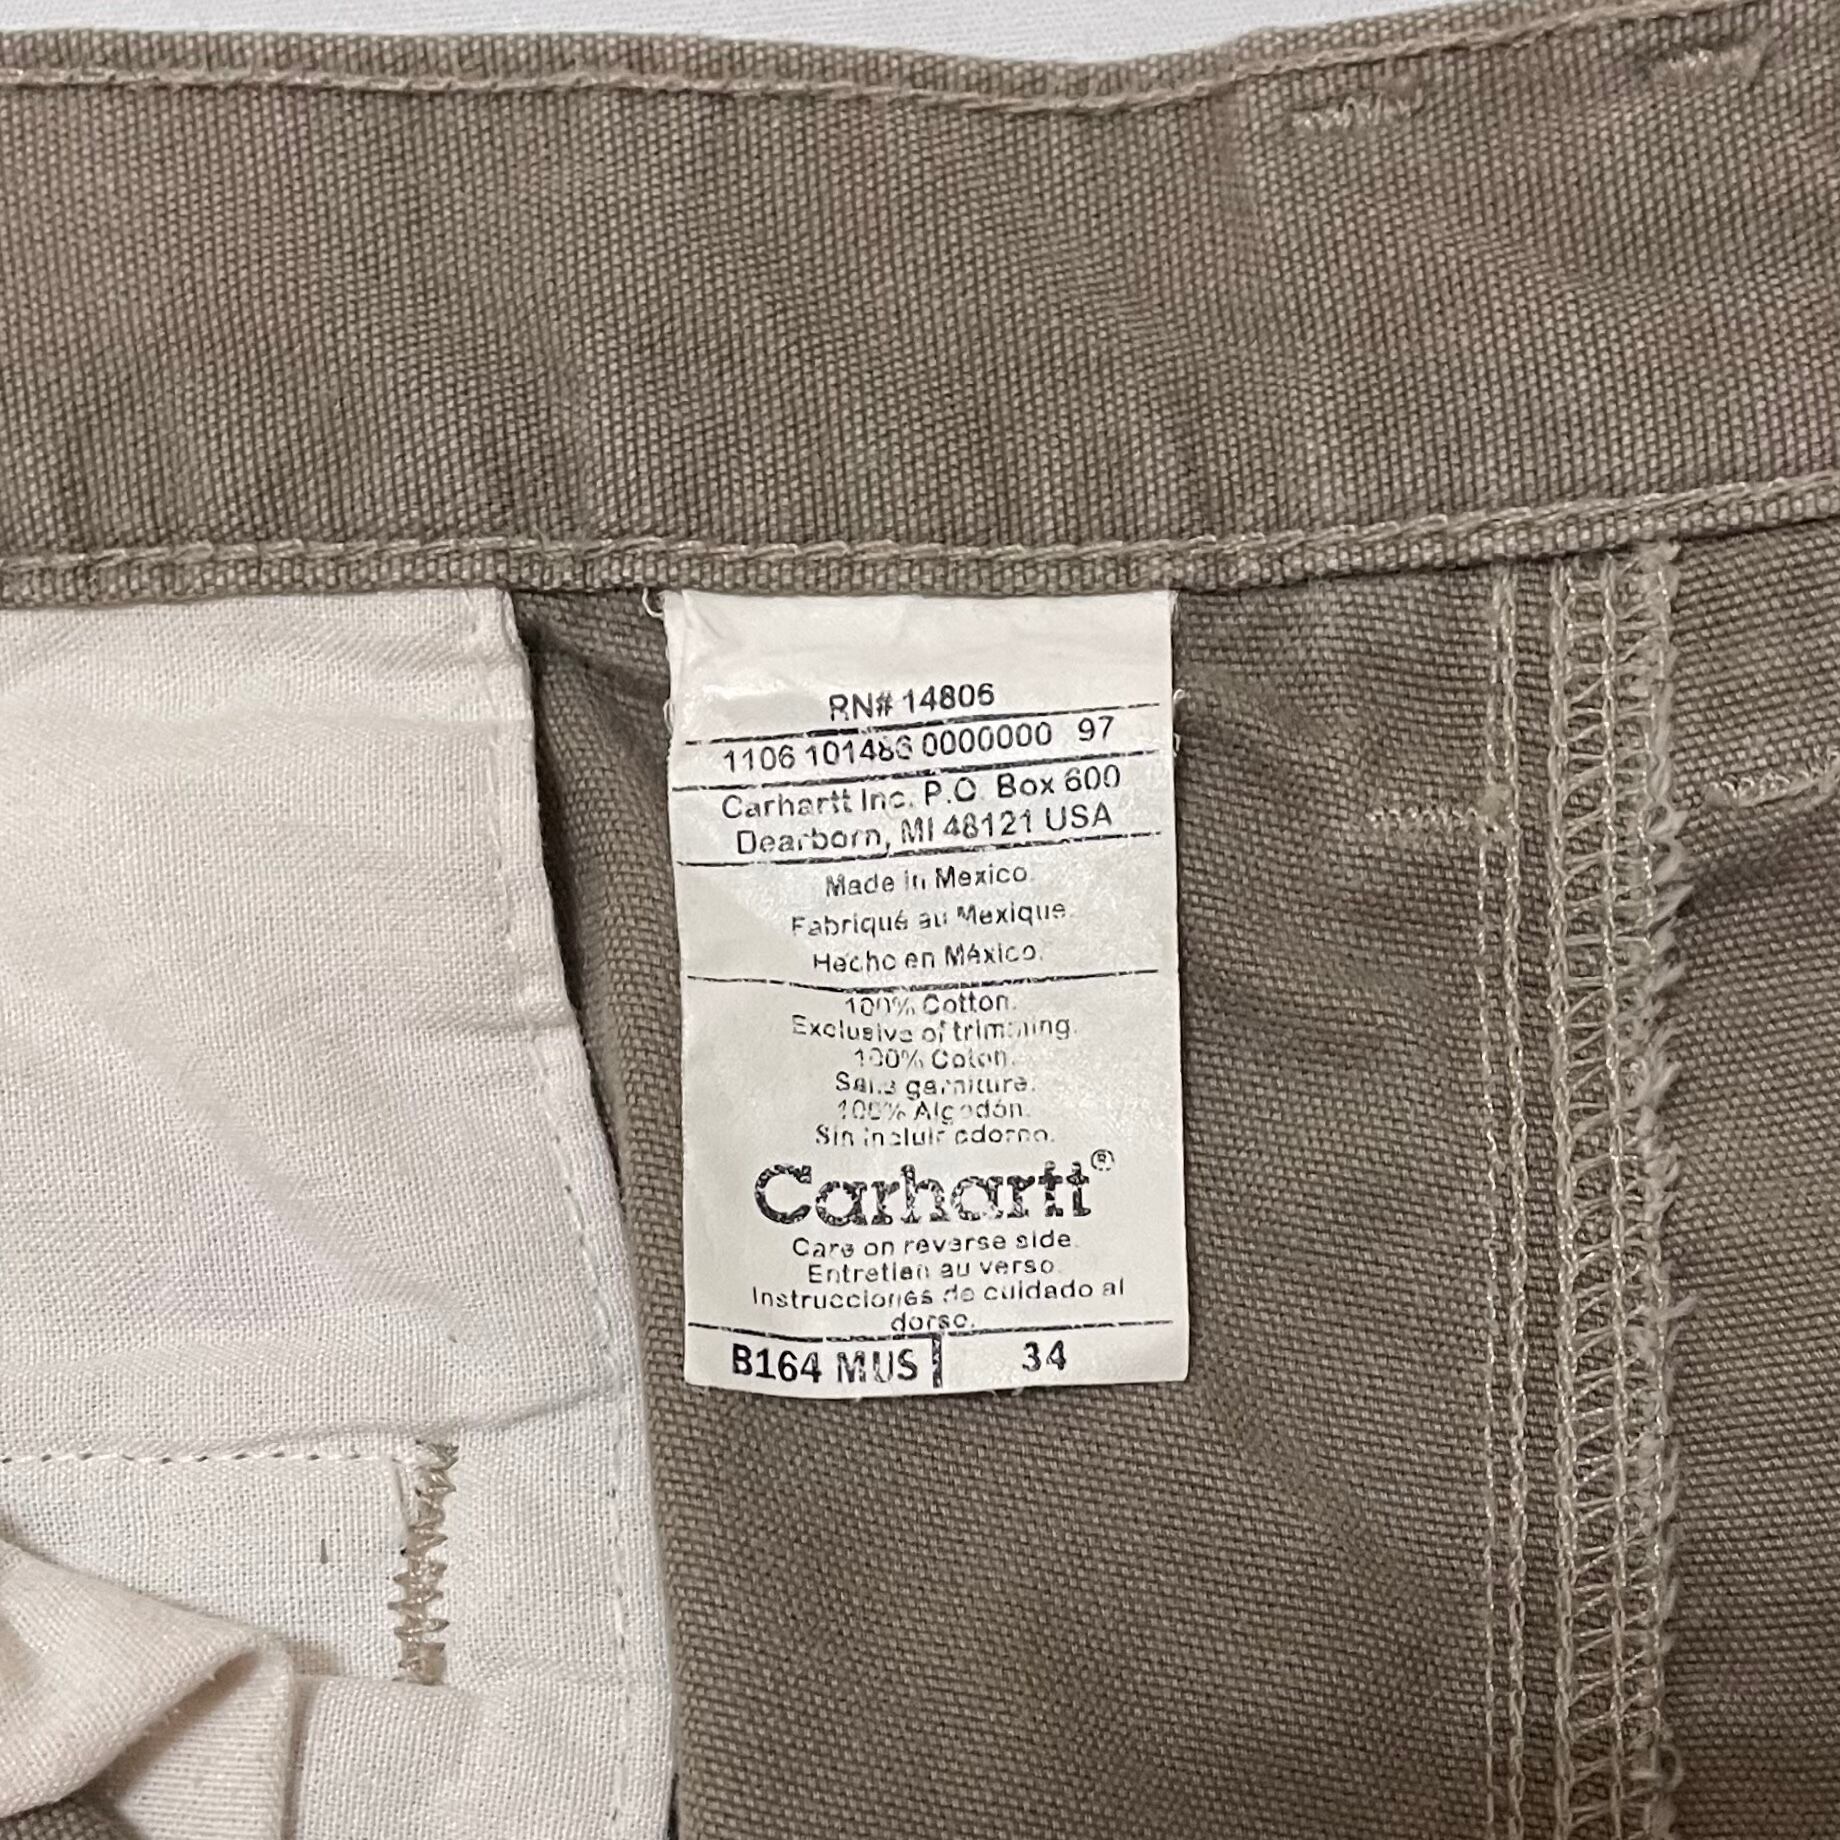 RN# 14806
1106 101486 0000000 97
Carhartt Inc. P.O. Box 600
Dearborn, MI 48121 USA
Made in Mexico.
Fabriqué au Mexique.
Hecho en México.
100% Cotton.
Exclusive of trimming.
100% Coton.
Sans garniture.
100% Algodón.
Sin incluir adorno.
Carhartt®
Care on reverse side.
Entretien au verso.
Instrucciones de cuidado al
dorso.
B164 MUS 34